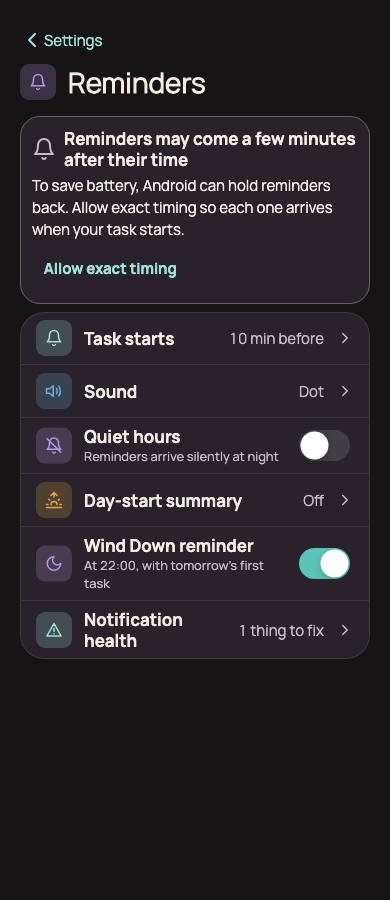 Settings
Reminders
Reminders may come a few minutes
after their time
To save battery, Android can hold reminders
back. Allow exact timing so each one arrives
when your task starts.
Allow exact timing
Task starts 10 min before
Sound Dot
Quiet hours
Reminders arrive silently at night
Day-start summary Off
Wind Down reminder
At 22:00, with tomorrow's first
task
Notification
health 1 thing to fix